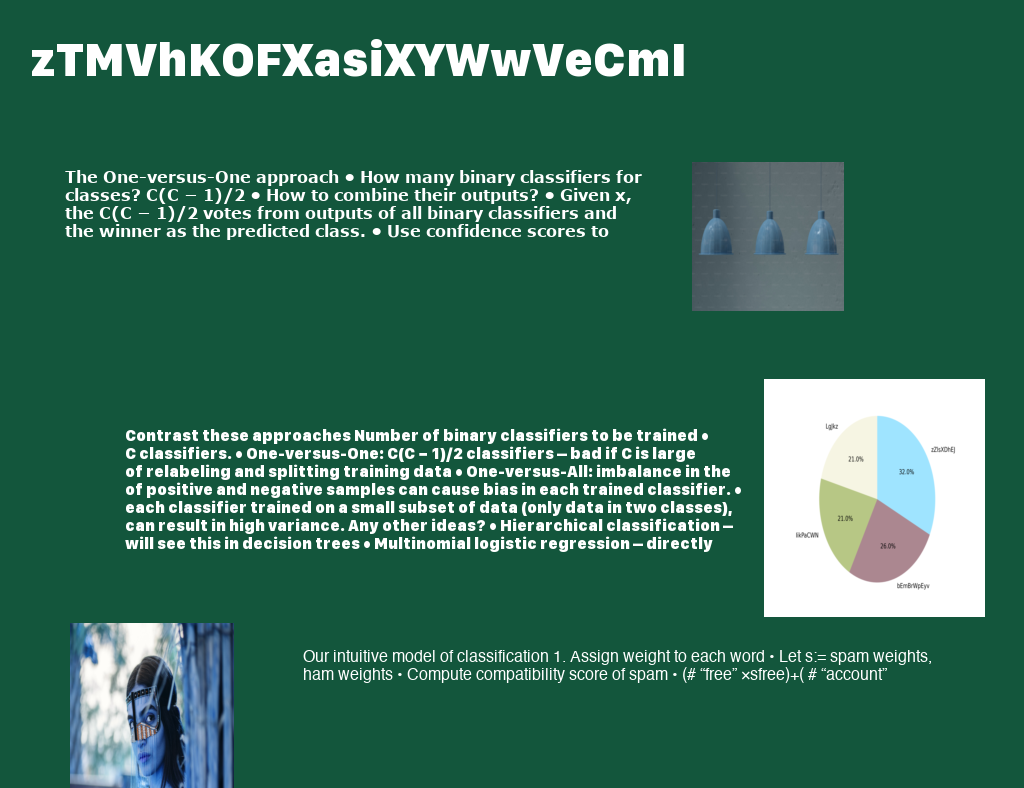 zTMVhKOFXasiXYWwVeCmI
The One-versus-One approach • How many binary classifiers for
classes? C(C − 1)/2 • How to combine their outputs? • Given x,
the C(C − 1)/2 votes from outputs of all binary classifiers and
the winner as the predicted class. • Use confidence scores to
Contrast these approaches Number of binary classifiers to be trained •
C classifiers. • One-versus-One: C(C − 1)/2 classifiers — bad if C is large
of relabeling and splitting training data • One-versus-All: imbalance in the
of positive and negative samples can cause bias in each trained classifier. •
each classifier trained on a small subset of data (only data in two classes),
can result in high variance. Any other ideas? • Hierarchical classification —
will see this in decision trees • Multinomial logistic regression — directly
Lgjkz
21.0%
32.0%
zZlsXOhEJ
21.0%
26.0%
bEmBrWpEyv
Our intuitive model of classification 1. Assign weight to each word • Let s:= spam weights,
ham weights • Compute compatibility score of spam • (# “free” ×sfree)+( # “account”